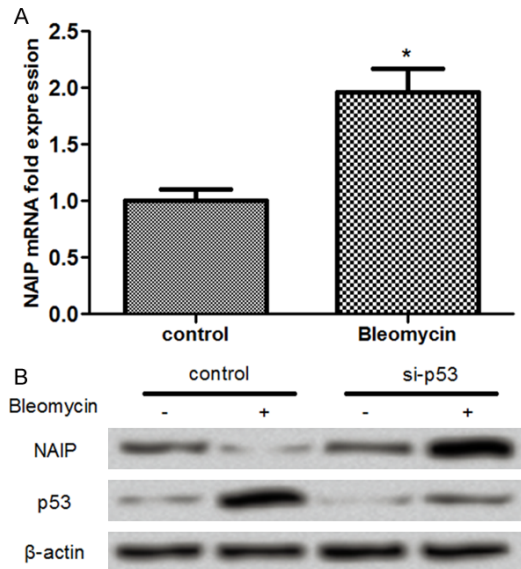 A
NAIP mRNA fold expression
2.5
2.0
1.5
1.0
0.5
0.0
*
control
Bleomycin
B
control
si-p53
Bleomycin
- + - +
NAIP
p53
β-actin